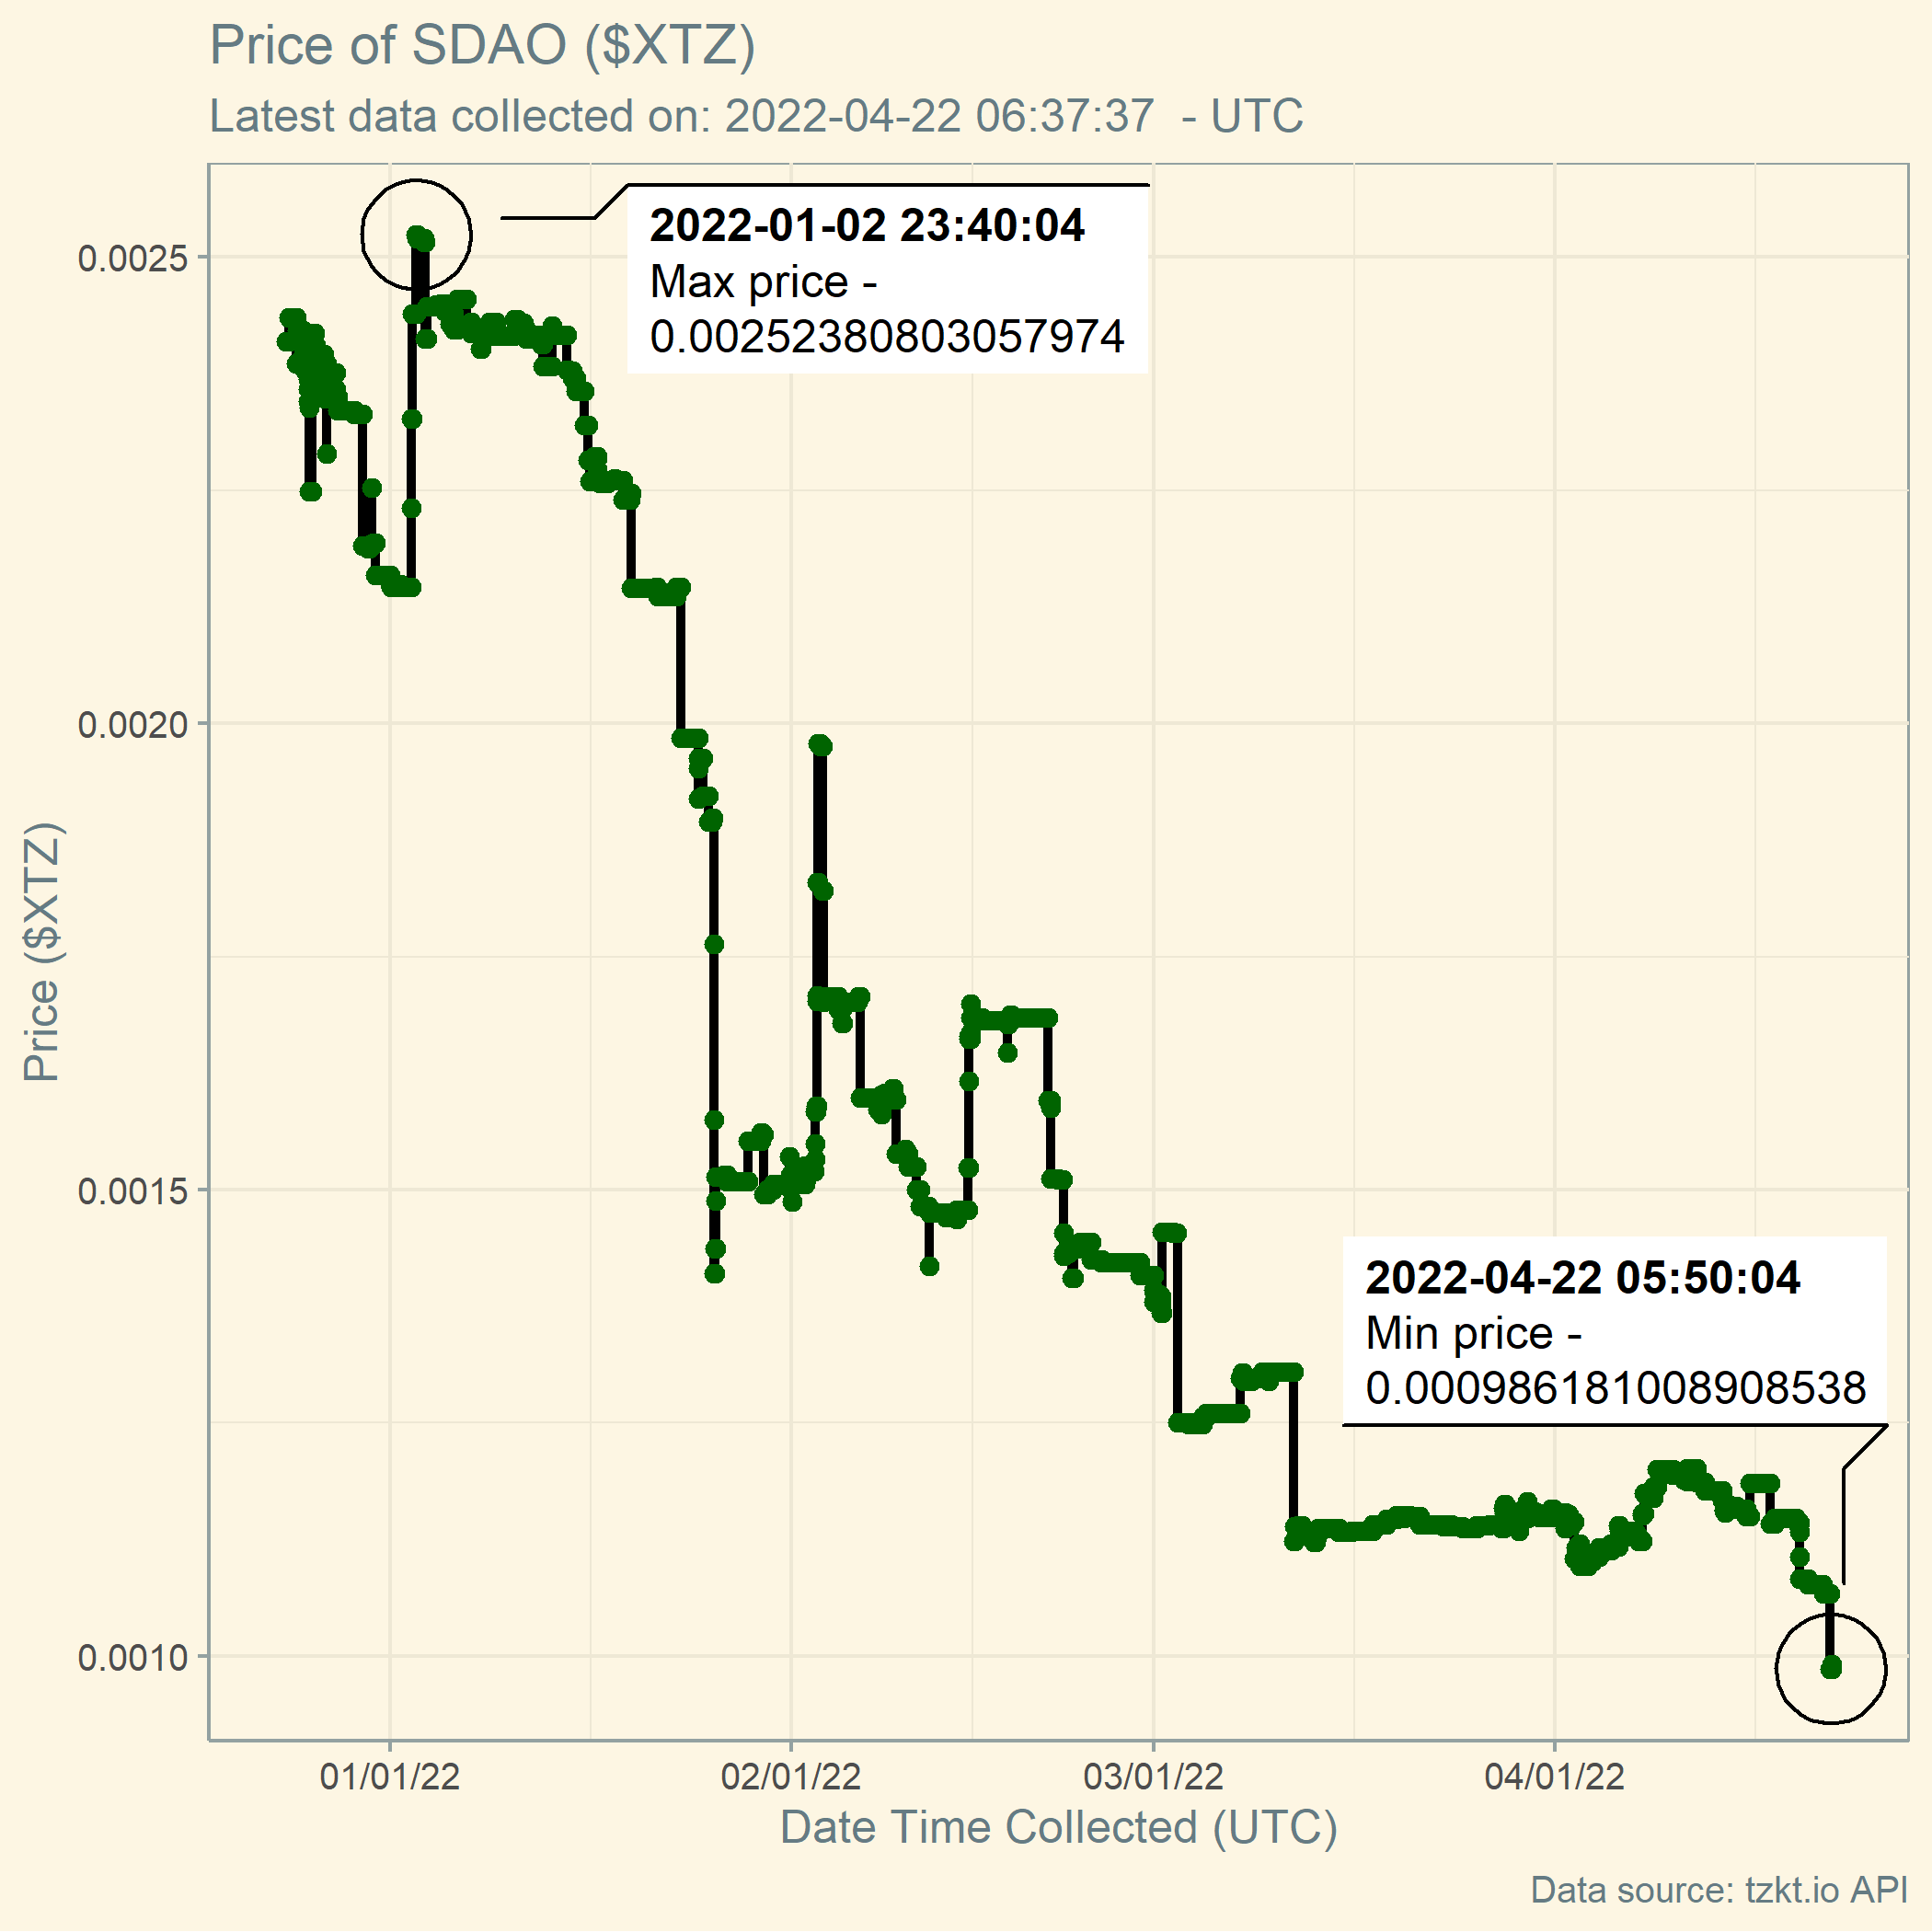 Price of SDAO ($XTZ)
Latest data collected on: 2022-04-22 06:37:37  - UTC
2022-01-02 23:40:04
Max price -
0.00252380803057974
0.0025
0.0020
0.0015
0.0010
Price ($XTZ)
2022-04-22 05:50:04
Min price -
0.000986181008908538
01/01/22
02/01/22
03/01/22
04/01/22
Date Time Collected (UTC)
Data source: tzkt.io API